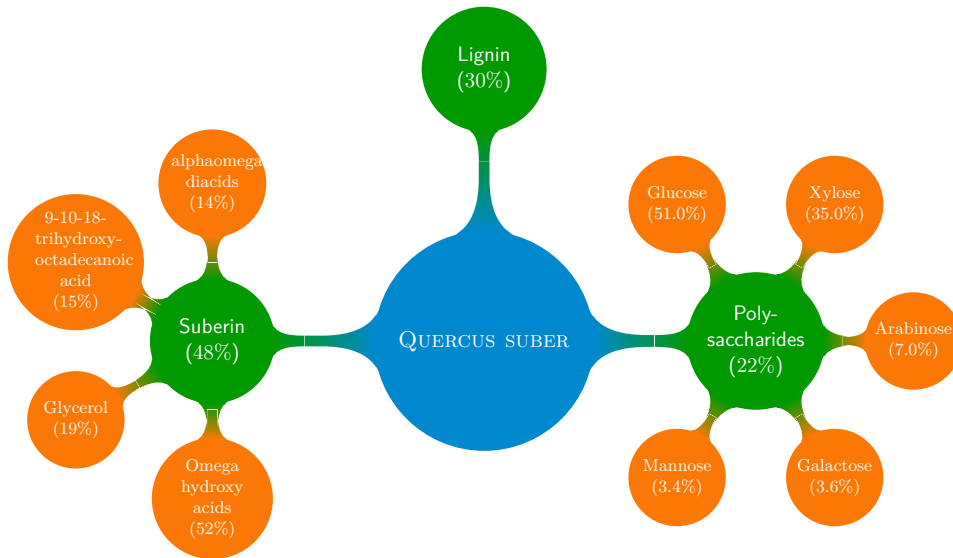 Lignin
(30%)
alphaomega
diacids
(14%)
9-10-18-
trihydroxy-
octadecanoic
acid
(15%)
Glucose
(51.0%)
Xylose
(35.0%)
Suberin
(48%)
QUERCUS SUBER
Poly-
saccharides
(22%)
Arabinose
(7.0%)
Glycerol
(19%)
Omega
hydroxy
acids
(52%)
Mannose
(3.4%)
Galactose
(3.6%)